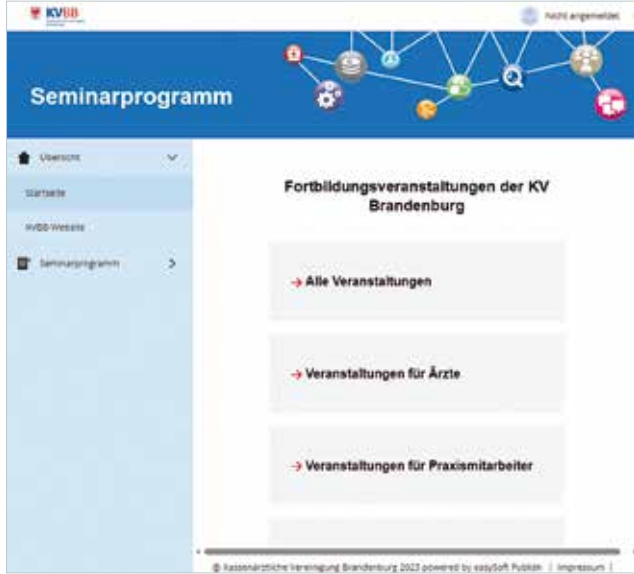 KVBB
Nicht angemeldet
Seminarprogramm
Übersicht
Startseite
KVBB-Website
Seminarprogramm
Fortbildungsveranstaltungen der KV
Brandenburg
→ Alle Veranstaltungen
→ Veranstaltungen für Ärzte
→ Veranstaltungen für Praxismitarbeiter
© Kassenärztliche Vereinigung Brandenburg 2023 powered by easySoft Publish | Impressum |